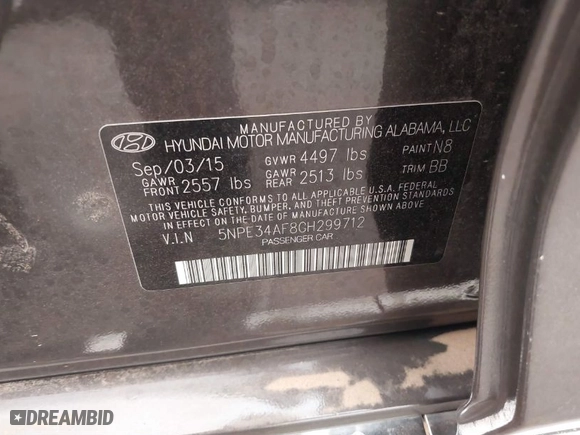 MANUFACTURED BY
HYUNDAI MOTOR MANUFACTURING ALABAMA, LLC
Sep/03/15 GVWR 4497 lbs PAINT N8
GAWR FRONT 2557 lbs GAWR REAR 2513 lbs TRIM BB
THIS VEHICLE CONFORMS TO ALL APPLICABLE U.S.A. FEDERAL
MOTOR VEHICLE SAFETY, BUMPER, AND THEFT PREVENTION STANDARDS
IN EFFECT ON THE DATE OF MANUFACTURE SHOWN ABOVE.
V.I.N 5NPE34AF8GH299712
PASSENGER CAR
DREAMBID